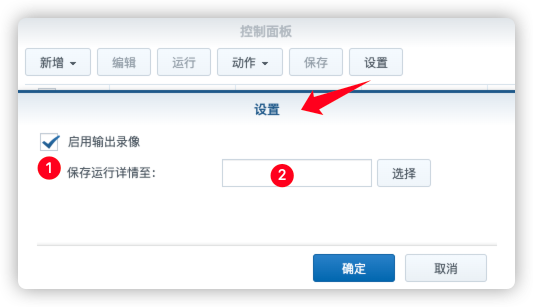 控制面板
新增 编辑 运行 动作 保存 设置
设置
启用输出录像
1 保存运行详情至： 2 选择
确定 取消